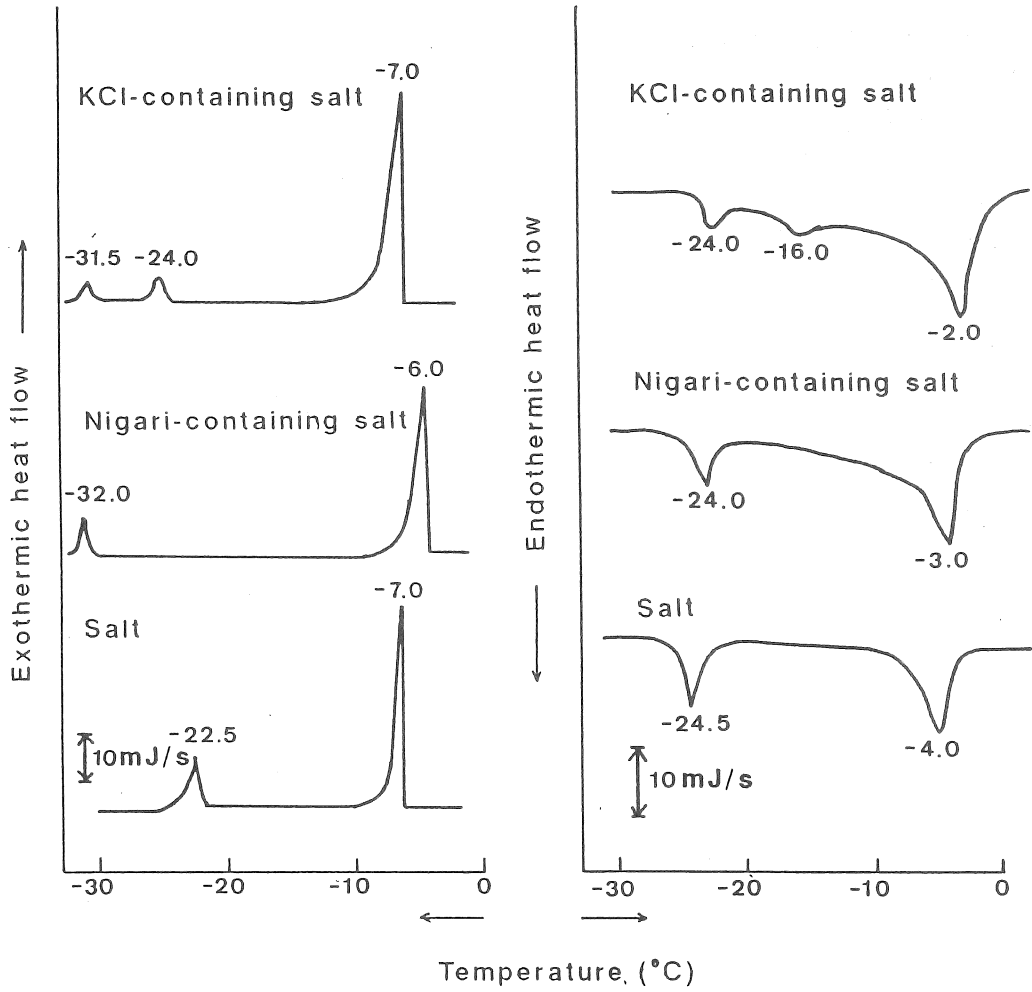 -7.0
KCl-containing salt
-31.5 -24.0
-6.0
Nigari-containing salt
-32.0
-7.0
Salt
-22.5
10mJ/s
-30 -20 -10 0
Exothermic heat flow
KCl-containing salt
-24.0 -16.0
-2.0
Nigari-containing salt
-24.0
-3.0
Salt
-24.5
-4.0
10mJ/s
-30 -20 -10 0
Endothermic heat flow
Temperature, (°C)